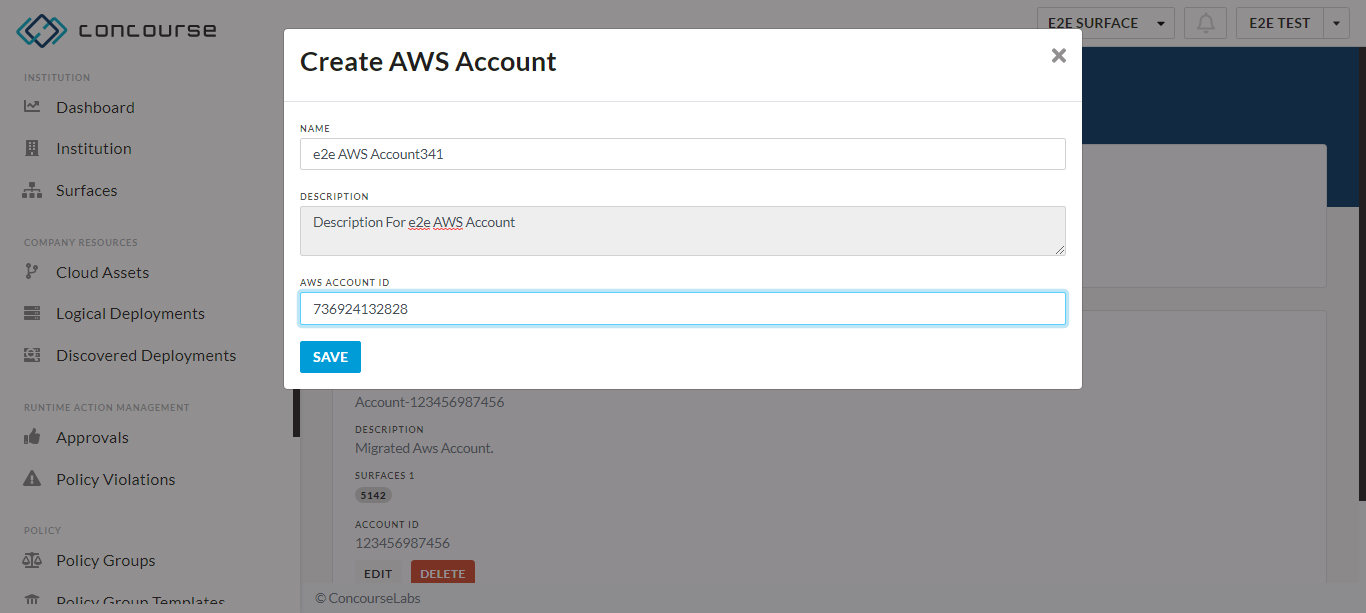 concourse
E2E SURFACE
E2E TEST
INSTITUTION
Dashboard
Institution
Surfaces
COMPANY RESOURCES
Cloud Assets
Logical Deployments
Discovered Deployments
RUNTIME ACTION MANAGEMENT
Approvals
Policy Violations
POLICY
Policy Groups
Policy Group Templates
Create AWS Account
×
NAME
e2e AWS Account341
DESCRIPTION
Description For e2e AWS Account
AWS ACCOUNT ID
736924132828
SAVE
Account-123456987456
DESCRIPTION
Migrated Aws Account.
SURFACES 1
5142
ACCOUNT ID
123456987456
EDIT DELETE
© ConcourseLabs